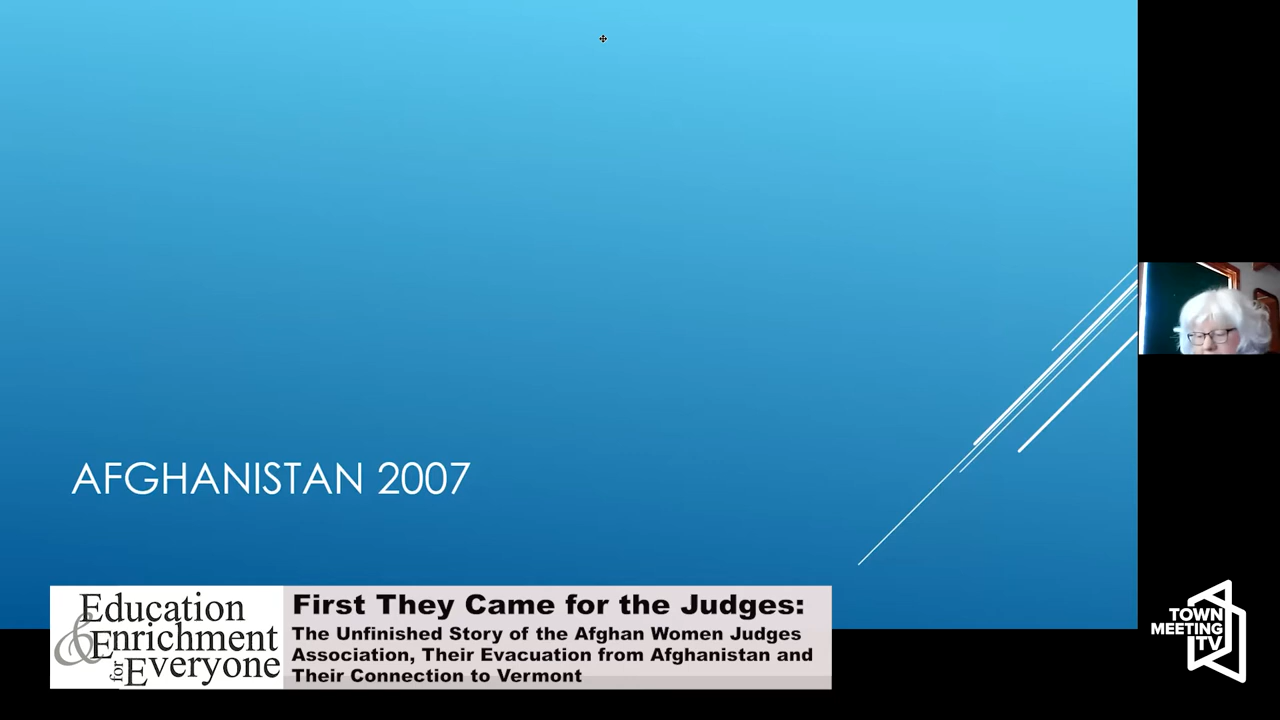 AFGHANISTAN 2007
Education
& Enrichment
for Everyone
First They Came for the Judges:
The Unfinished Story of the Afghan Women Judges
Association, Their Evacuation from Afghanistan and
Their Connection to Vermont
TOWN
MEETING
TV